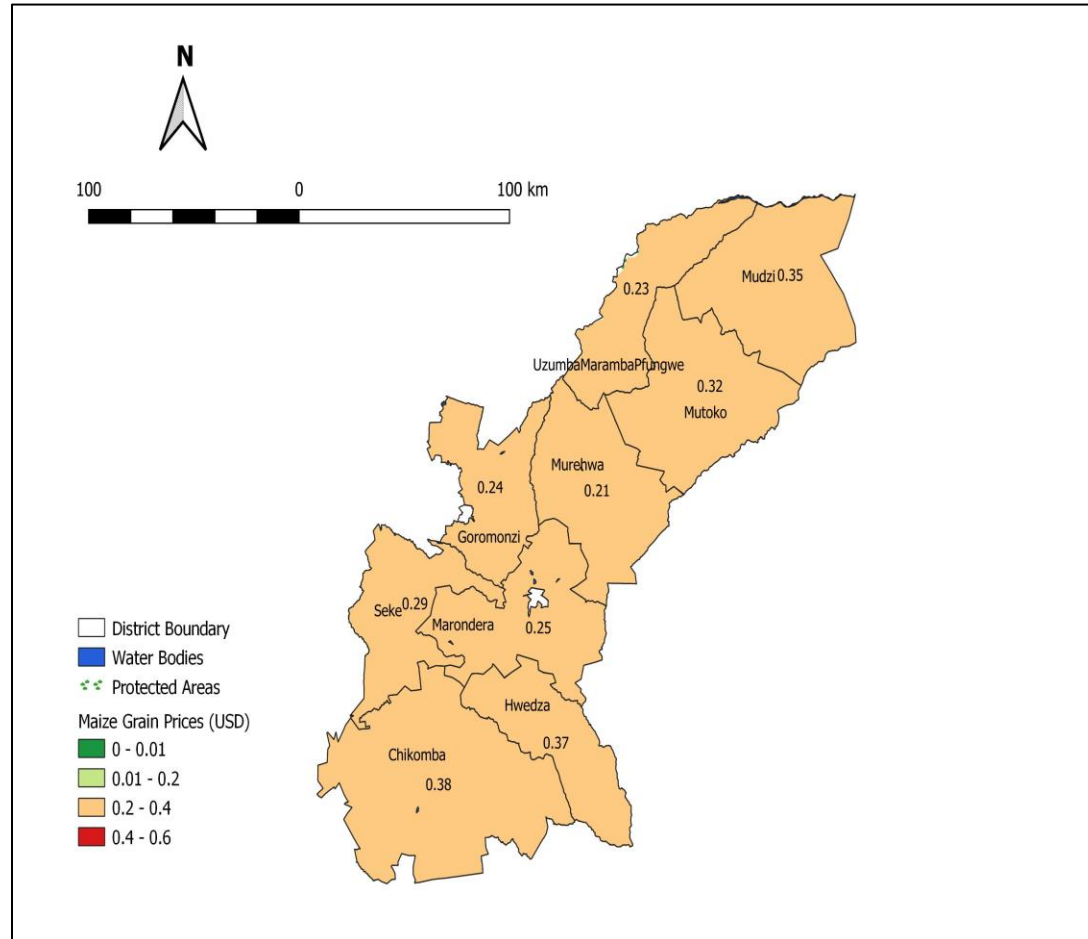 N
100 0 100 km
Mudzi 0.35
0.23
UzumbaMarambaPfungwe
0.32
Mutoko
Murehwa
0.21
0.24
Goromonzi
Seke 0.29
Marondera
0.25
Hwedza
0.37
Chikomba
0.38
District Boundary
Water Bodies
Protected Areas
Maize Grain Prices (USD)
0 - 0.01
0.01 - 0.2
0.2 - 0.4
0.4 - 0.6